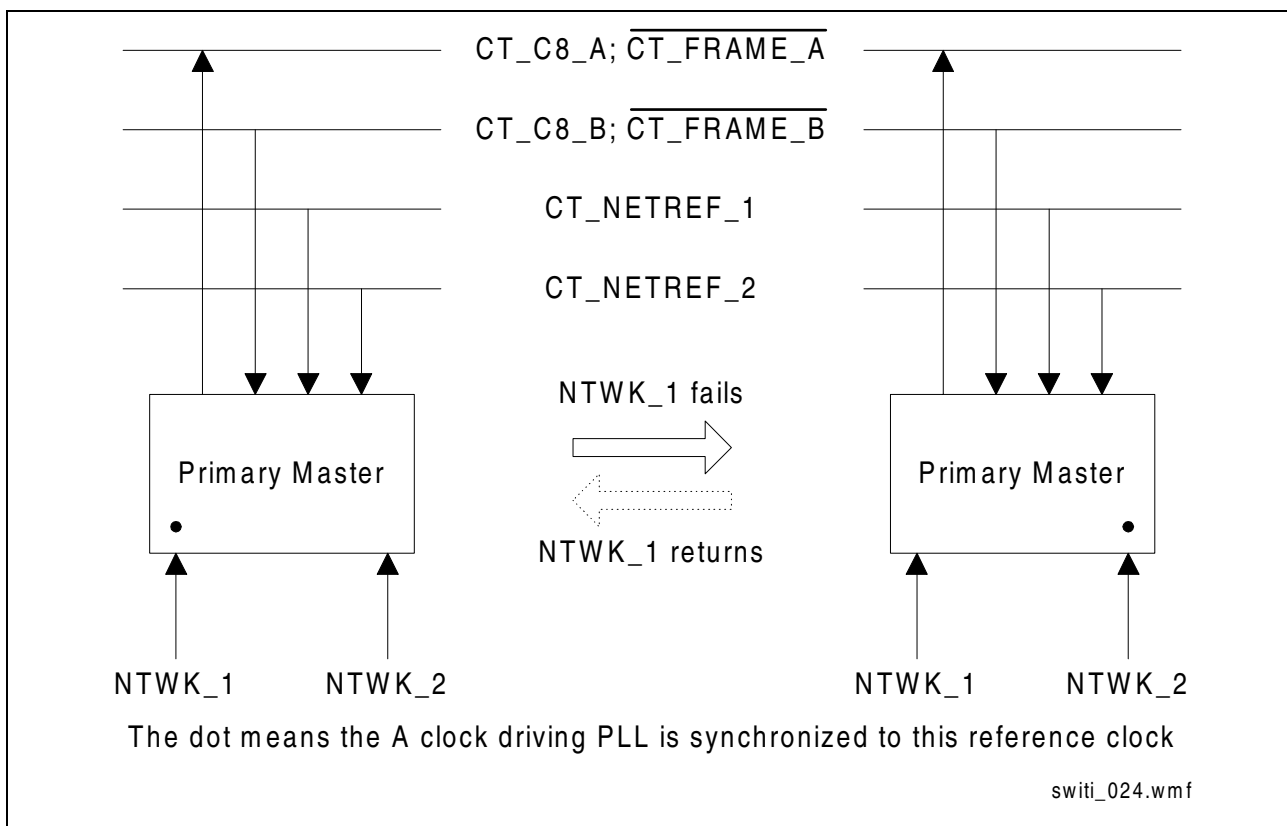 CT_C8_A; CT_FRAME_A
CT_C8_B; CT_FRAME_B
CT_NETREF_1
CT_NETREF_2
NTWK_1 fails
Primary Master
Primary Master
NTWK_1 returns
NTWK_1
NTWK_2
NTWK_1
NTWK_2
The dot means the A clock driving PLL is synchronized to this reference clock
switi_024.wmf